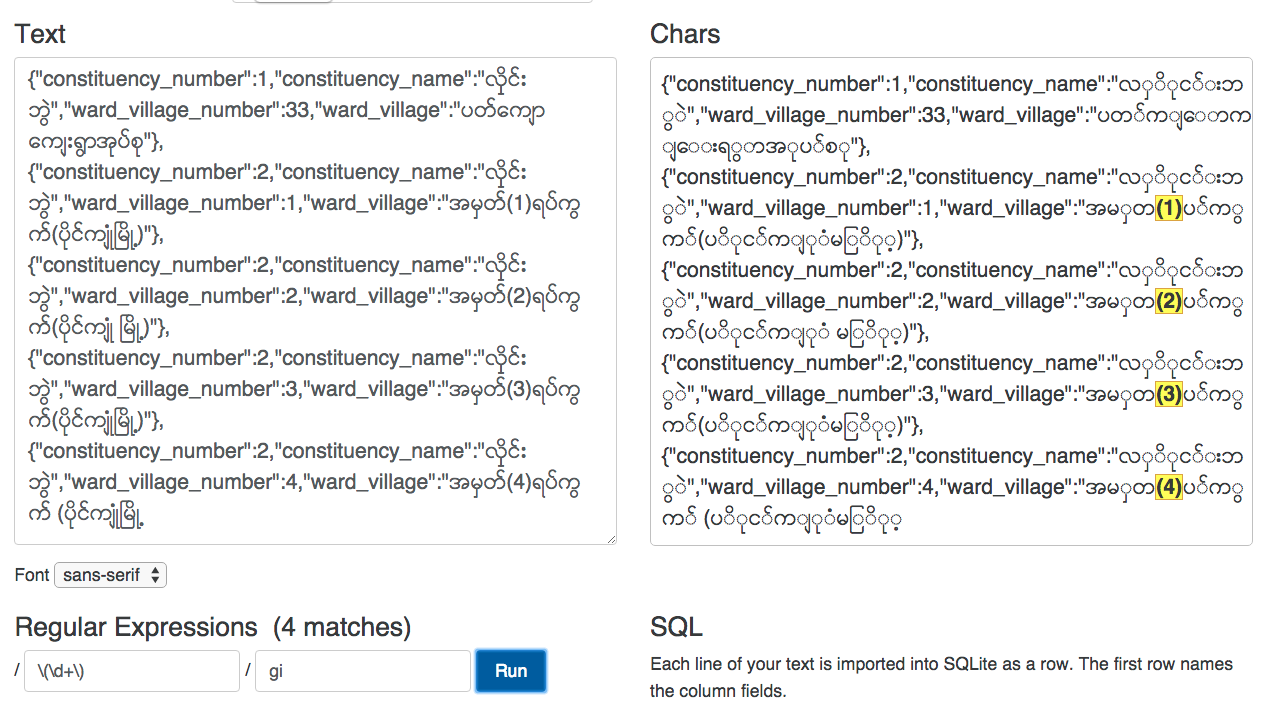 Text
{"constituency_number":1,"constituency_name":"လှိုင်း
ဘွဲ","ward_village_number":33,"ward_village":"ပတ်ကျော
ကျေးရွာအုပ်စု"},
{"constituency_number":2,"constituency_name":"လှိုင်း
ဘွဲ","ward_village_number":1,"ward_village":"အမှတ်(1)ရပ်ကွ
က်(ပိုင်ကျုံမြို့)"},
{"constituency_number":2,"constituency_name":"လှိုင်း
ဘွဲ","ward_village_number":2,"ward_village":"အမှတ်(2)ရပ်ကွ
က်(ပိုင်ကျုံ မြို့)"},
{"constituency_number":2,"constituency_name":"လှိုင်း
ဘွဲ","ward_village_number":3,"ward_village":"အမှတ်(3)ရပ်ကွ
က်(ပိုင်ကျုံမြို့)"},
{"constituency_number":2,"constituency_name":"လှိုင်း
ဘွဲ","ward_village_number":4,"ward_village":"အမှတ်(4)ရပ်ကွ
က် (ပိုင်ကျုံမြို့
Font sans-serif
Chars
{"constituency_number":1,"constituency_name":"လ◌ှ◌ိ◌ုင◌်းဘ
◌ွ◌ဲ","ward_village_number":33,"ward_village":"ပတ◌်က◌ျ◌ေ◌ာက
◌ျ◌ေ◌းရ◌ွ◌ာအ◌ုပ◌်စ◌ု"},
{"constituency_number":2,"constituency_name":"လ◌ှ◌ိ◌ုင◌်းဘ
◌ွ◌ဲ","ward_village_number":1,"ward_village":"အမ◌ှတ(1)ပ◌်က◌ွ
က◌်(ပ◌ိ◌ုင◌်က◌ျ◌ု◌ံမ◌ြ◌ိ◌ု◌့)"},
{"constituency_number":2,"constituency_name":"လ◌ှ◌ိ◌ုင◌်းဘ
◌ွ◌ဲ","ward_village_number":2,"ward_village":"အမ◌ှတ(2)ပ◌်က◌ွ
က◌်(ပ◌ိ◌ုင◌်က◌ျ◌ု◌ံ မ◌ြ◌ိ◌ု◌့)"},
{"constituency_number":2,"constituency_name":"လ◌ှ◌ိ◌ုင◌်းဘ
◌ွ◌ဲ","ward_village_number":3,"ward_village":"အမ◌ှတ(3)ပ◌်က◌ွ
က◌်(ပ◌ိ◌ုင◌်က◌ျ◌ု◌ံမ◌ြ◌ိ◌ု◌့)"},
{"constituency_number":2,"constituency_name":"လ◌ှ◌ိ◌ုင◌်းဘ
◌ွ◌ဲ","ward_village_number":4,"ward_village":"အမ◌ှတ(4)ပ◌်က◌ွ
က◌် (ပ◌ိ◌ုင◌်က◌ျ◌ု◌ံမ◌ြ◌ိ◌ု◌့
Regular Expressions (4 matches)
/ \(\d+\) / gi Run
SQL
Each line of your text is imported into SQLite as a row. The first row names
the column fields.